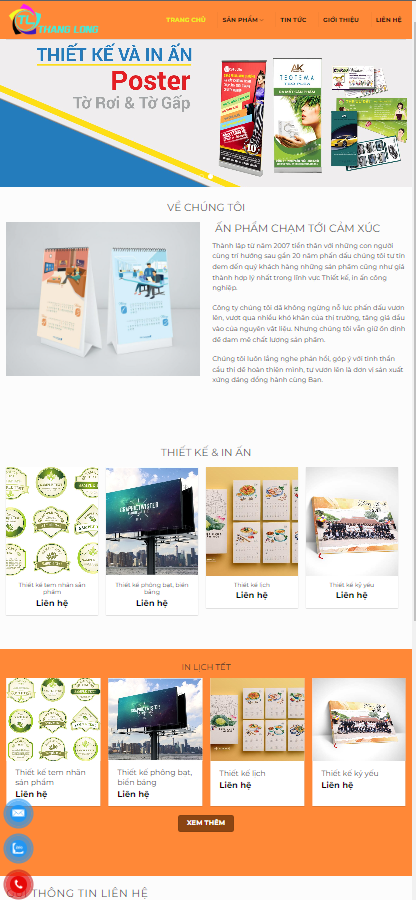 TL
THANG LONG
TRANG CHỦ
SẢN PHẨM
TIN TỨC
GIỚI THIỆU
LIÊN HỆ
THIẾT KẾ VÀ IN ẤN
Poster
Tờ Rơi & Tờ Gấp
VỀ CHÚNG TÔI
ẤN PHẨM CHẠM TỚI CẢM XÚC
Thành lập từ năm 2007 tiền thân với những con người
cùng trí hướng sau gần 20 năm phấn đấu chúng tôi tự tin
đem đến quý khách hàng những sản phẩm cũng như giá
thành hợp lý nhất trong lĩnh vực Thiết kế, in ấn công
nghiệp.
Công ty chúng tôi đã không ngừng nỗ lực phấn đấu vươn
lên, vượt qua nhiều khó khăn của thị trường, tăng giá đầu
vào của nguyên vật liệu. Nhưng chúng tôi vẫn giữ ổn định
để đam mê chất lượng sản phẩm.
Chúng tôi luôn lắng nghe phản hồi, góp ý với tinh thần
cầu thị để hoàn thiện mình, tự vươn lên là đơn vị sản xuất
xứng đáng đồng hành cùng Bạn.
THIẾT KẾ & IN ẤN
Thiết kế tem nhãn sản
phẩm
Liên hệ
Thiết kế phông bạt, biển
bảng
Liên hệ
Thiết kế lịch
Liên hệ
Thiết kế kỷ yếu
Liên hệ
IN LỊCH TẾT
Thiết kế tem nhãn
sản phẩm
Liên hệ
Thiết kế phông bạt,
biển bảng
Liên hệ
Thiết kế lịch
Liên hệ
Thiết kế kỷ yếu
Liên hệ
XEM THÊM
GỬI THÔNG TIN LIÊN HỆ